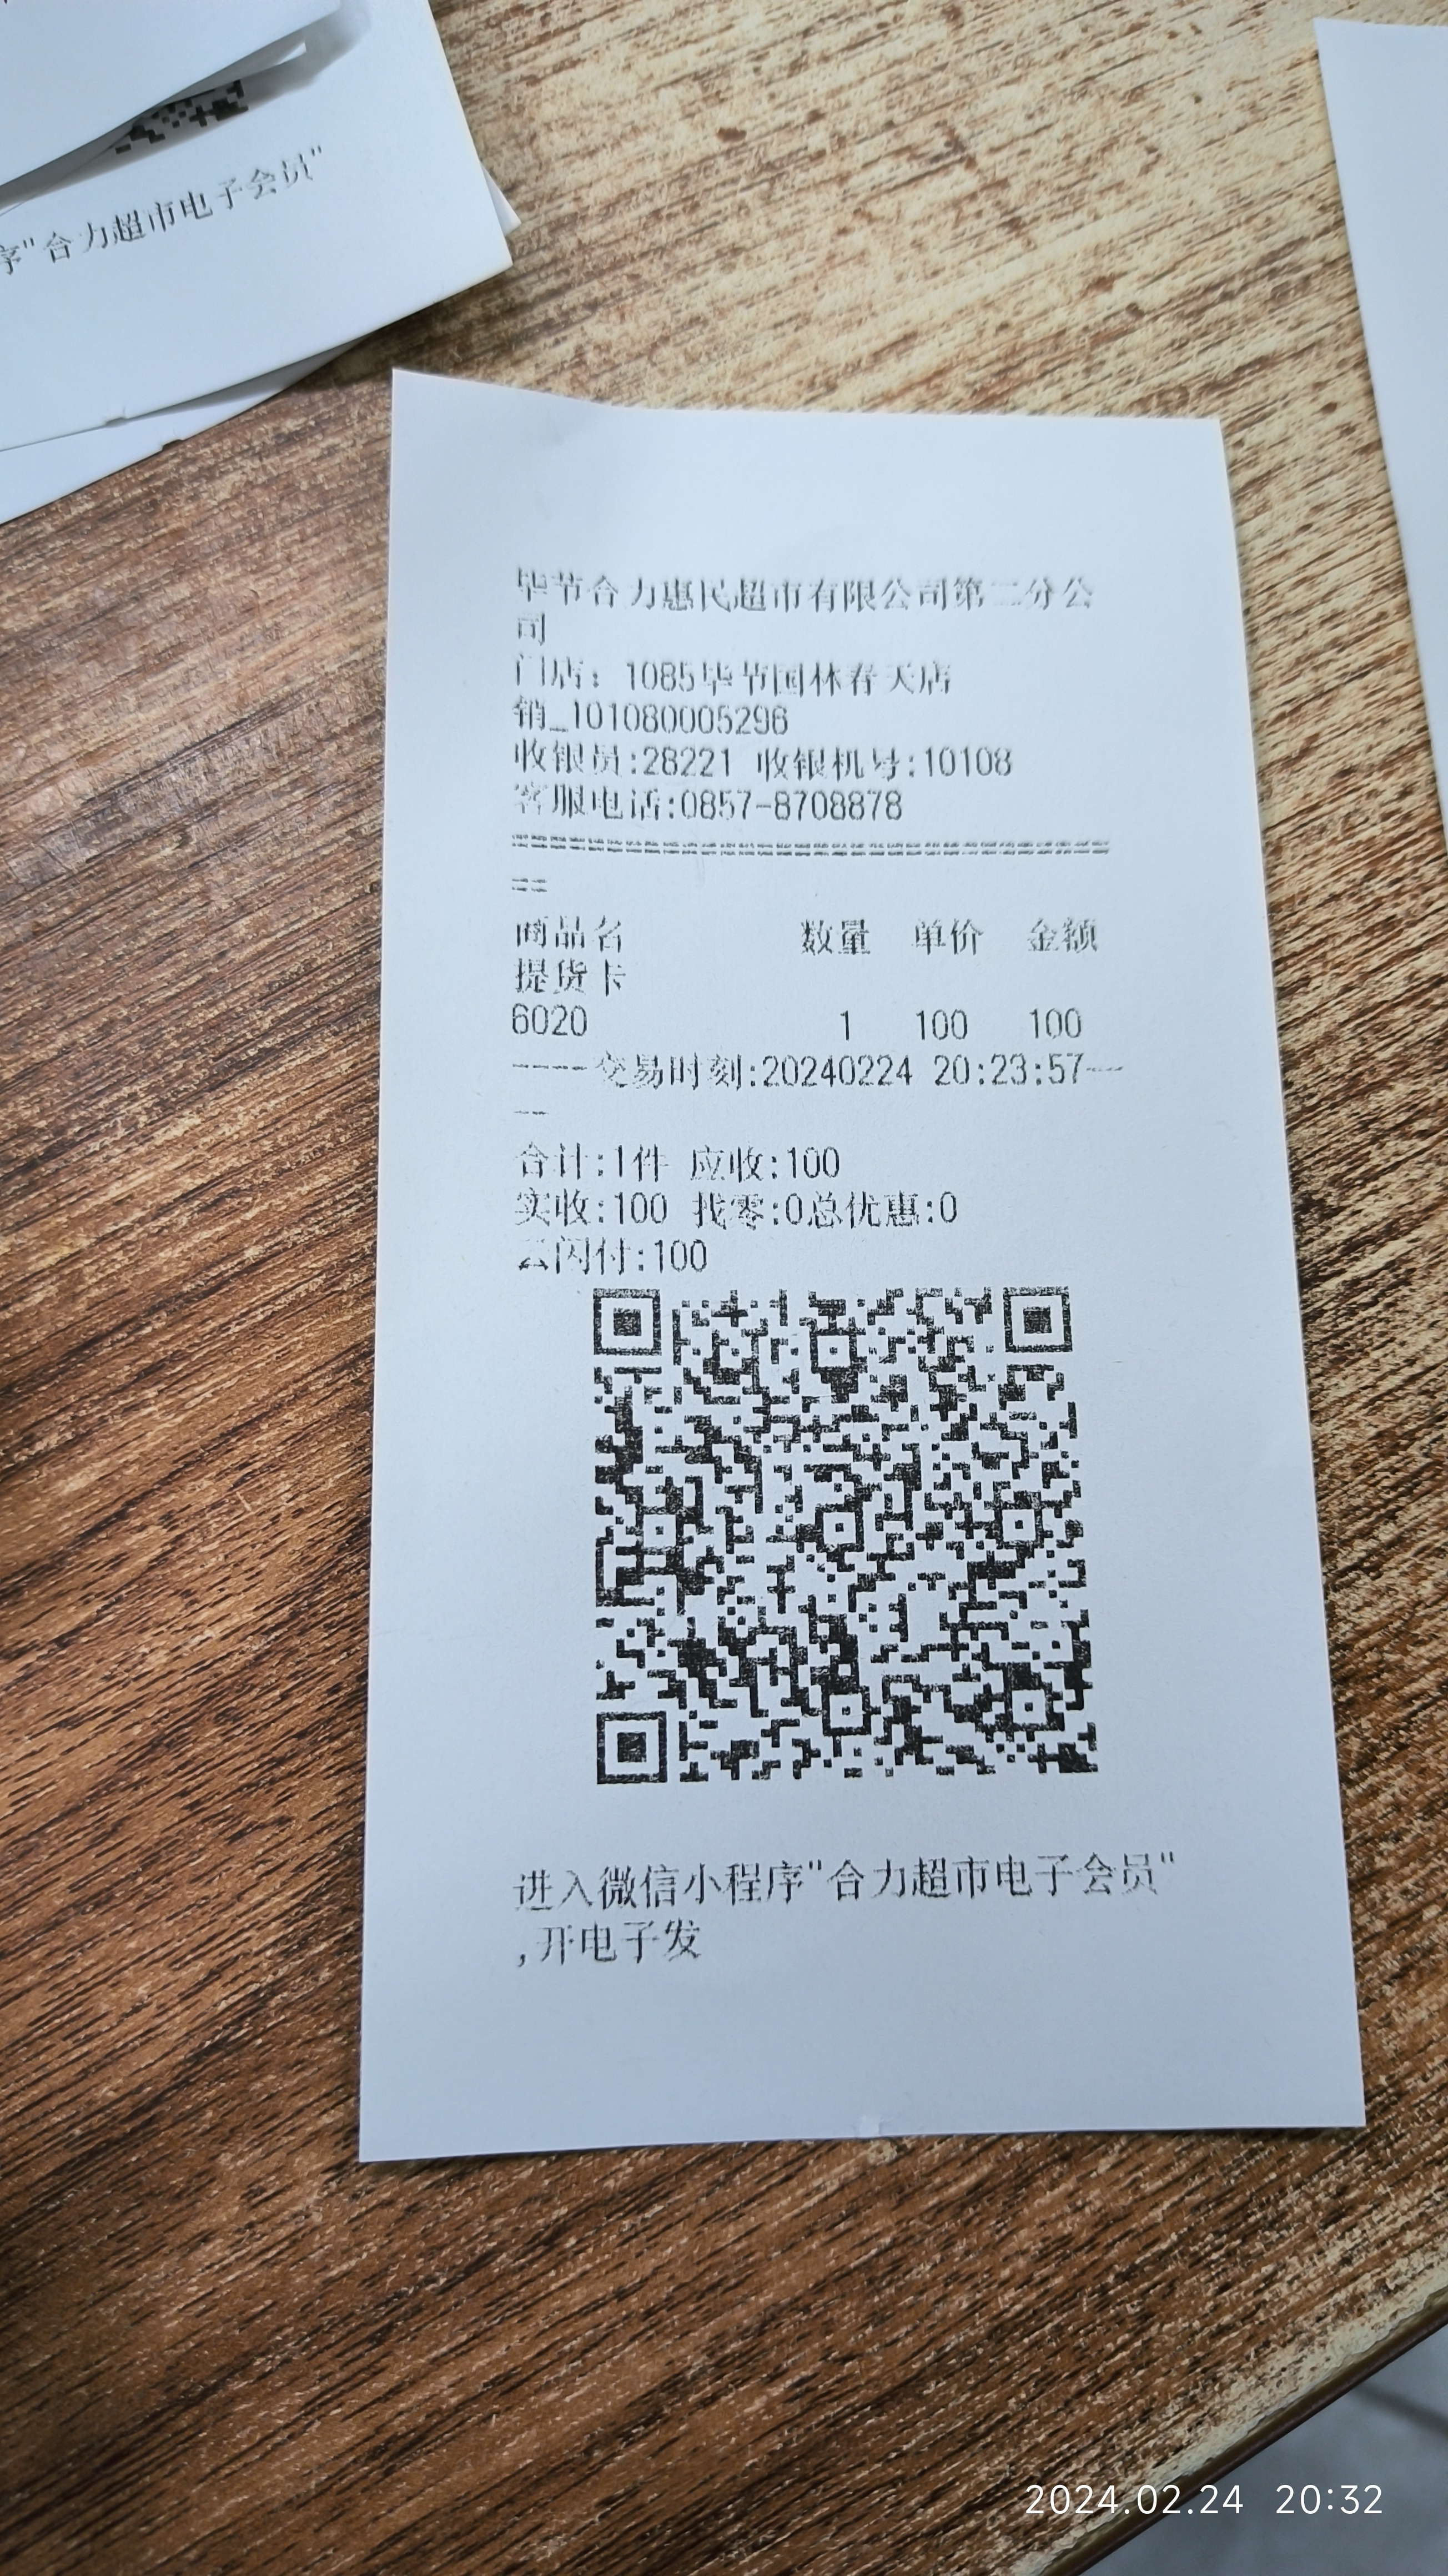 序"合力超市电子会员"
毕节合力惠民超市有限公司第二分公
司
门店：1085毕节园林春天店
销_101080005296
收银员:28221 收银机号:10108
客服电话:0857-8708878
================================
==
商品名 数量 单价 金额
提货卡
6020 1 100 100
----交易时刻:20240224 20:23:57--
--
合计:1件 应收:100
实收:100 找零:0总优惠:0
云闪付:100
进入微信小程序"合力超市电子会员"
,开电子发
2024.02.24 20:32